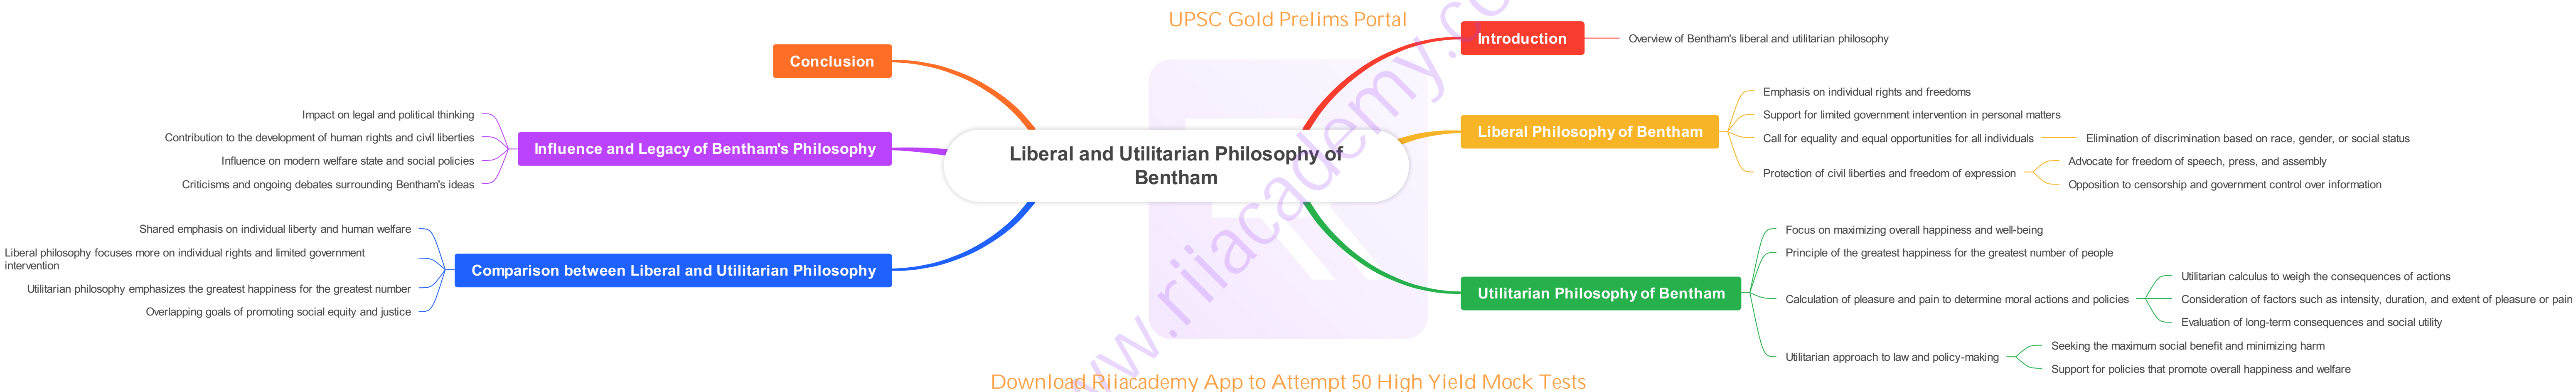 UPSC Gold Prelims Portal
Liberal and Utilitarian Philosophy of
Bentham
Introduction
Overview of Bentham's liberal and utilitarian philosophy
Liberal Philosophy of Bentham
Emphasis on individual rights and freedoms
Support for limited government intervention in personal matters
Call for equality and equal opportunities for all individuals
Elimination of discrimination based on race, gender, or social status
Protection of civil liberties and freedom of expression
Advocate for freedom of speech, press, and assembly
Opposition to censorship and government control over information
Utilitarian Philosophy of Bentham
Focus on maximizing overall happiness and well-being
Principle of the greatest happiness for the greatest number of people
Calculation of pleasure and pain to determine moral actions and policies
Utilitarian calculus to weigh the consequences of actions
Consideration of factors such as intensity, duration, and extent of pleasure or pain
Evaluation of long-term consequences and social utility
Utilitarian approach to law and policy-making
Seeking the maximum social benefit and minimizing harm
Support for policies that promote overall happiness and welfare
Conclusion
Influence and Legacy of Bentham's Philosophy
Impact on legal and political thinking
Contribution to the development of human rights and civil liberties
Influence on modern welfare state and social policies
Criticisms and ongoing debates surrounding Bentham's ideas
Comparison between Liberal and Utilitarian Philosophy
Shared emphasis on individual liberty and human welfare
Liberal philosophy focuses more on individual rights and limited government
intervention
Utilitarian philosophy emphasizes the greatest happiness for the greatest number
Overlapping goals of promoting social equity and justice
www.riiacademy.co
Download Riiacademy App to Attempt 50 High Yield Mock Tests